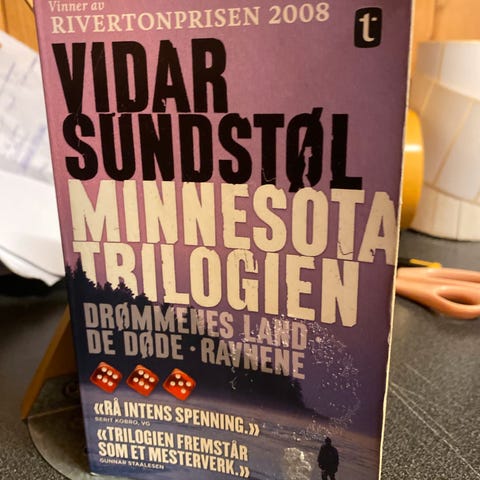 Vinner av
RIVERTONPRISEN 2008
t
VIDAR
SUNDSTØL
MINNESOTA
TRILOGIEN
DRØMMENES LAND ·
DE DØDE · RAVNENE
«RÅ INTENS SPENNING.»
BERIT KOBRO, VG
«TRILOGIEN FREMSTÅR
SOM ET MESTERVERK.»
GUNNAR STAALESEN